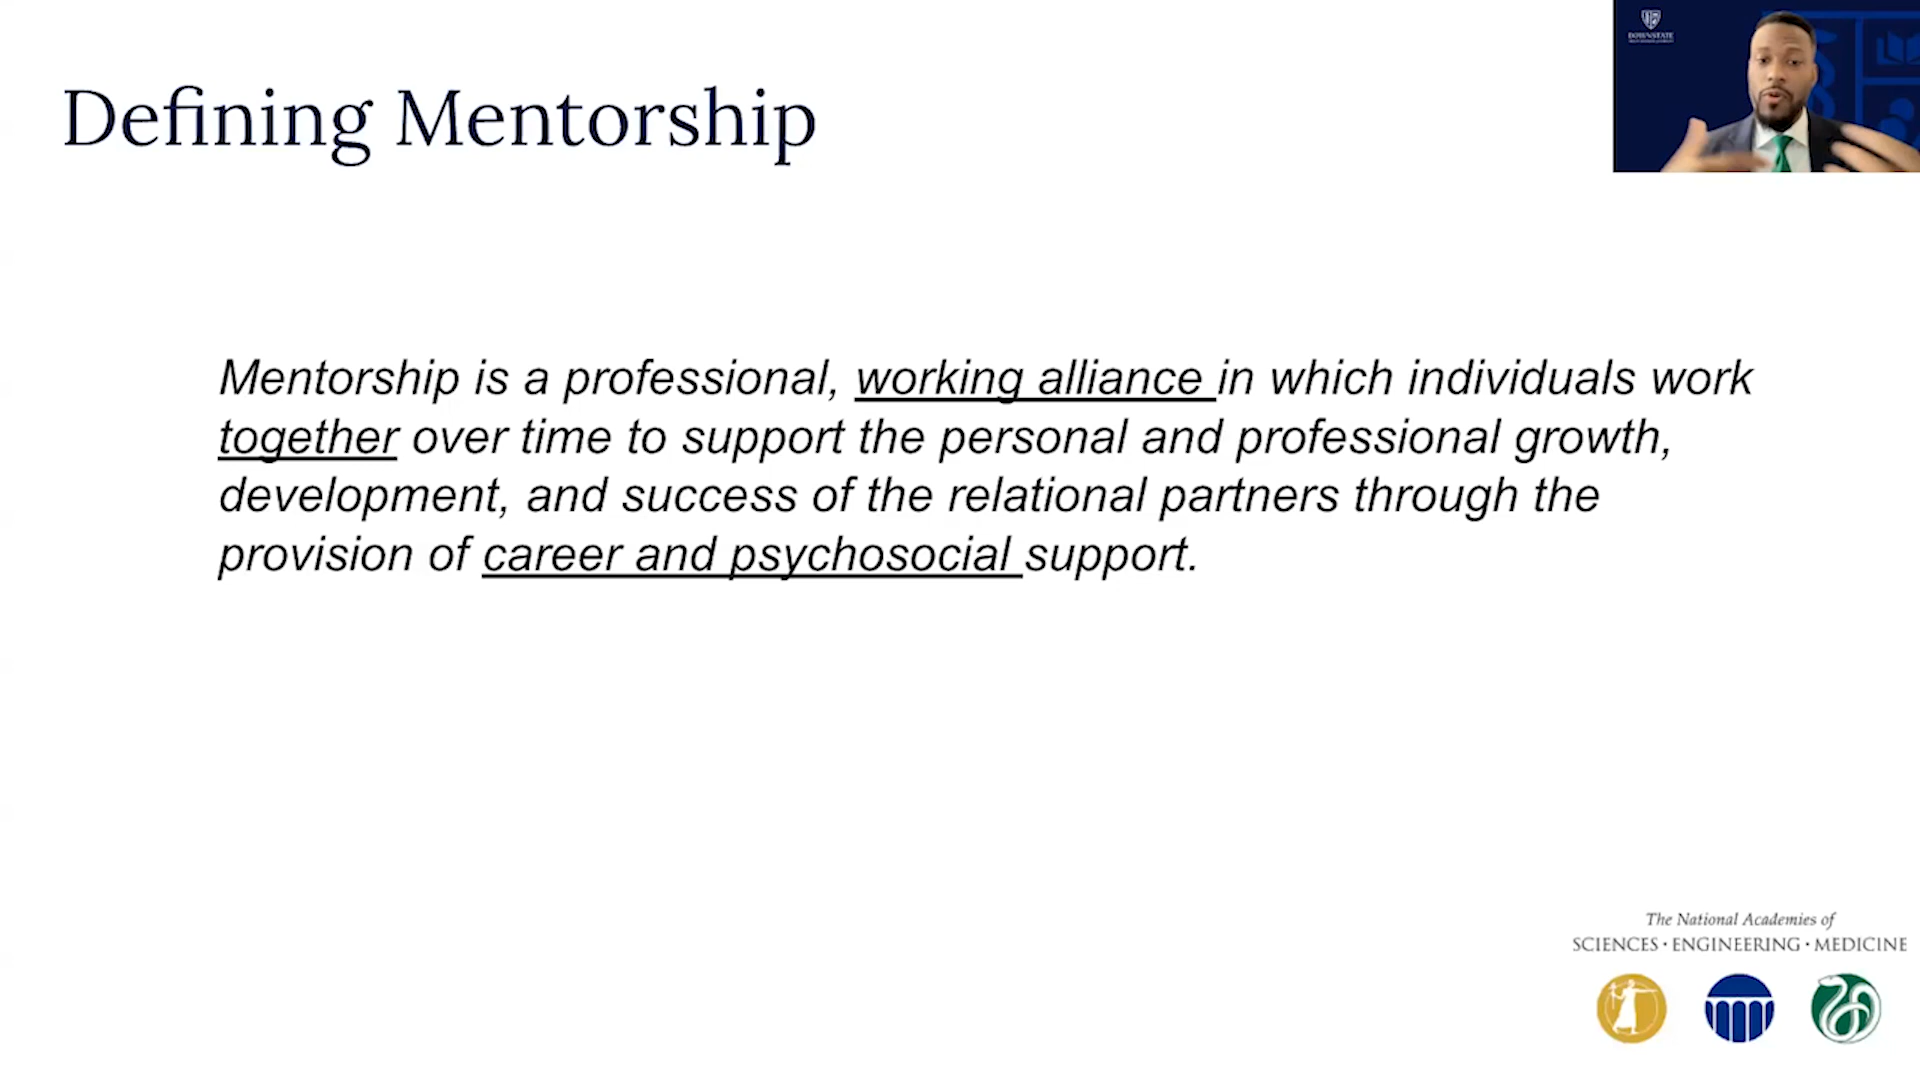 DOWNSTATE
Defining Mentorship
Mentorship is a professional, working alliance in which individuals work
together over time to support the personal and professional growth,
development, and success of the relational partners through the
provision of career and psychosocial support.
The National Academies of
SCIENCES · ENGINEERING · MEDICINE